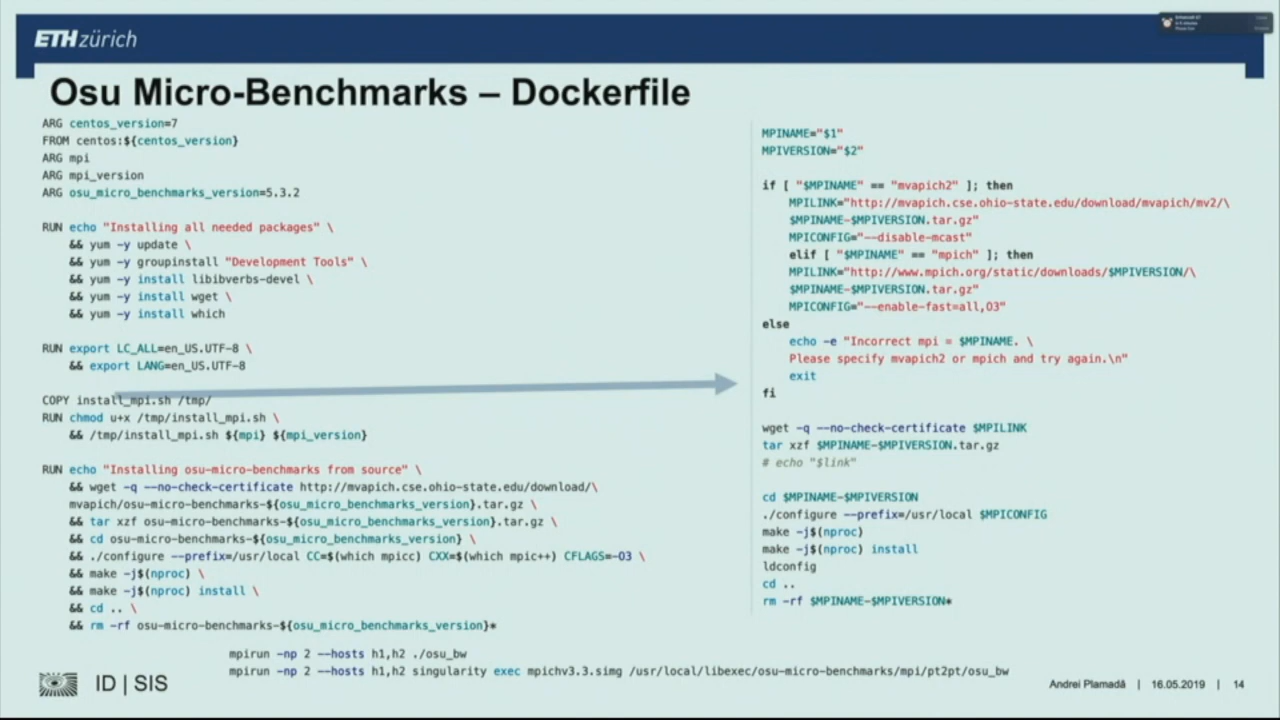 ETH zürich
Osu Micro-Benchmarks – Dockerfile
ARG centos_version=7
FROM centos:${centos_version}
ARG mpi
ARG mpi_version
ARG osu_micro_benchmarks_version=5.3.2
RUN echo "Installing all needed packages" \
&& yum -y update \
&& yum -y groupinstall "Development Tools" \
&& yum -y install libibverbs-devel \
&& yum -y install wget \
&& yum -y install which
RUN export LC_ALL=en_US.UTF-8 \
&& export LANG=en_US.UTF-8
COPY install_mpi.sh /tmp/
RUN chmod u+x /tmp/install_mpi.sh \
&& /tmp/install_mpi.sh ${mpi} ${mpi_version}
RUN echo "Installing osu-micro-benchmarks from source" \
&& wget -q --no-check-certificate http://mvapich.cse.ohio-state.edu/download/\
mvapich/osu-micro-benchmarks-${osu_micro_benchmarks_version}.tar.gz \
&& tar xzf osu-micro-benchmarks-${osu_micro_benchmarks_version}.tar.gz \
&& cd osu-micro-benchmarks-${osu_micro_benchmarks_version} \
&& ./configure --prefix=/usr/local CC=$(which mpicc) CXX=$(which mpic++) CFLAGS=-O3 \
&& make -j$(nproc) \
&& make -j$(nproc) install \
&& cd .. \
&& rm -rf osu-micro-benchmarks-${osu_micro_benchmarks_version}*
MPINAME="$1"
MPIVERSION="$2"
if [ "$MPINAME" == "mvapich2" ]; then
MPILINK="http://mvapich.cse.ohio-state.edu/download/mvapich/mv2/\
$MPINAME-$MPIVERSION.tar.gz"
MPICONFIG="--disable-mcast"
elif [ "$MPINAME" == "mpich" ]; then
MPILINK="http://www.mpich.org/static/downloads/$MPIVERSION/\
$MPINAME-$MPIVERSION.tar.gz"
MPICONFIG="--enable-fast=all,O3"
else
echo -e "Incorrect mpi = $MPINAME. \
Please specify mvapich2 or mpich and try again.\n"
exit
fi
wget -q --no-check-certificate $MPILINK
tar xzf $MPINAME-$MPIVERSION.tar.gz
# echo "$link"
cd $MPINAME-$MPIVERSION
./configure --prefix=/usr/local $MPICONFIG
make -j$(nproc)
make -j$(nproc) install
ldconfig
cd ..
rm -rf $MPINAME-$MPIVERSION*
mpirun -np 2 --hosts h1,h2 ./osu_bw
mpirun -np 2 --hosts h1,h2 singularity exec mpichv3.3.simg /usr/local/libexec/osu-micro-benchmarks/mpi/pt2pt/osu_bw
ID | SIS
Andrei Plamadă | 16.05.2019 | 14